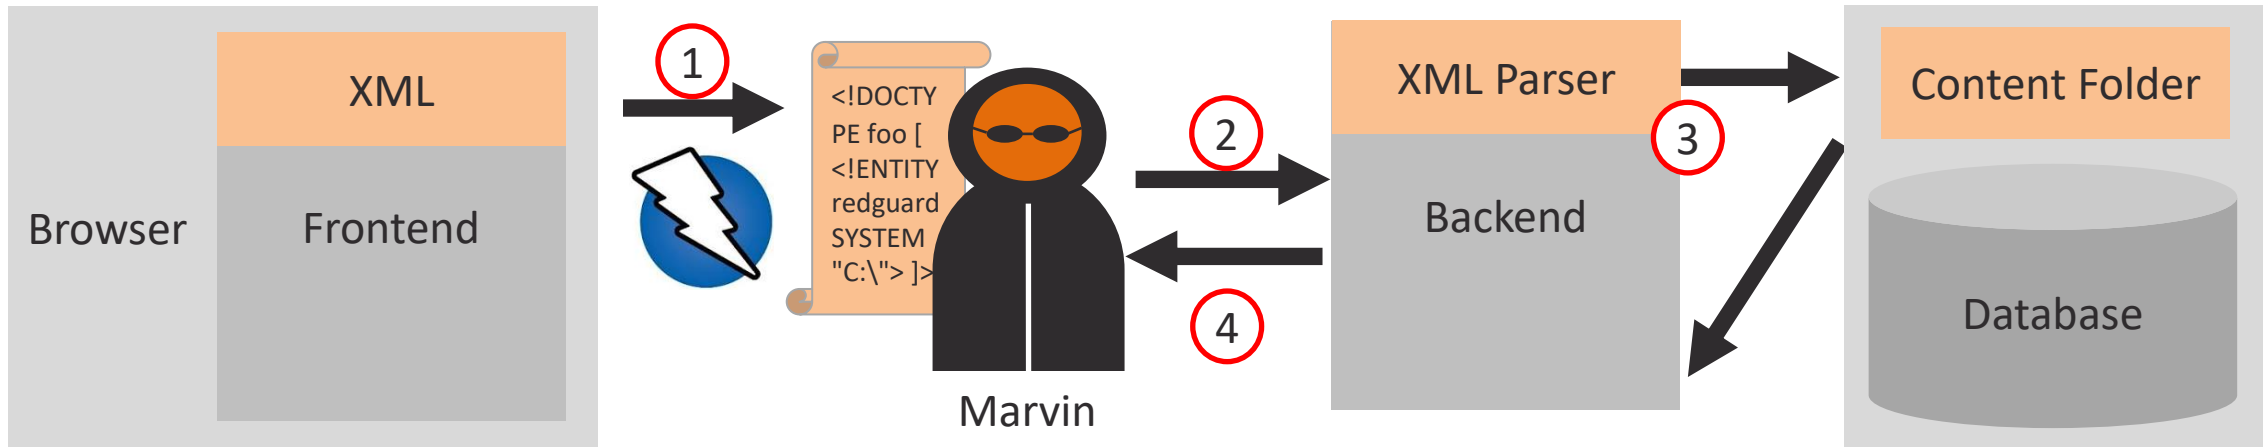 Browser
XML
Frontend
1
<!DOCTY
PE foo [
<!ENTITY
redguard
SYSTEM
"C:\"> ]>
Marvin
2
4
XML Parser
Backend
3
Content Folder
Database